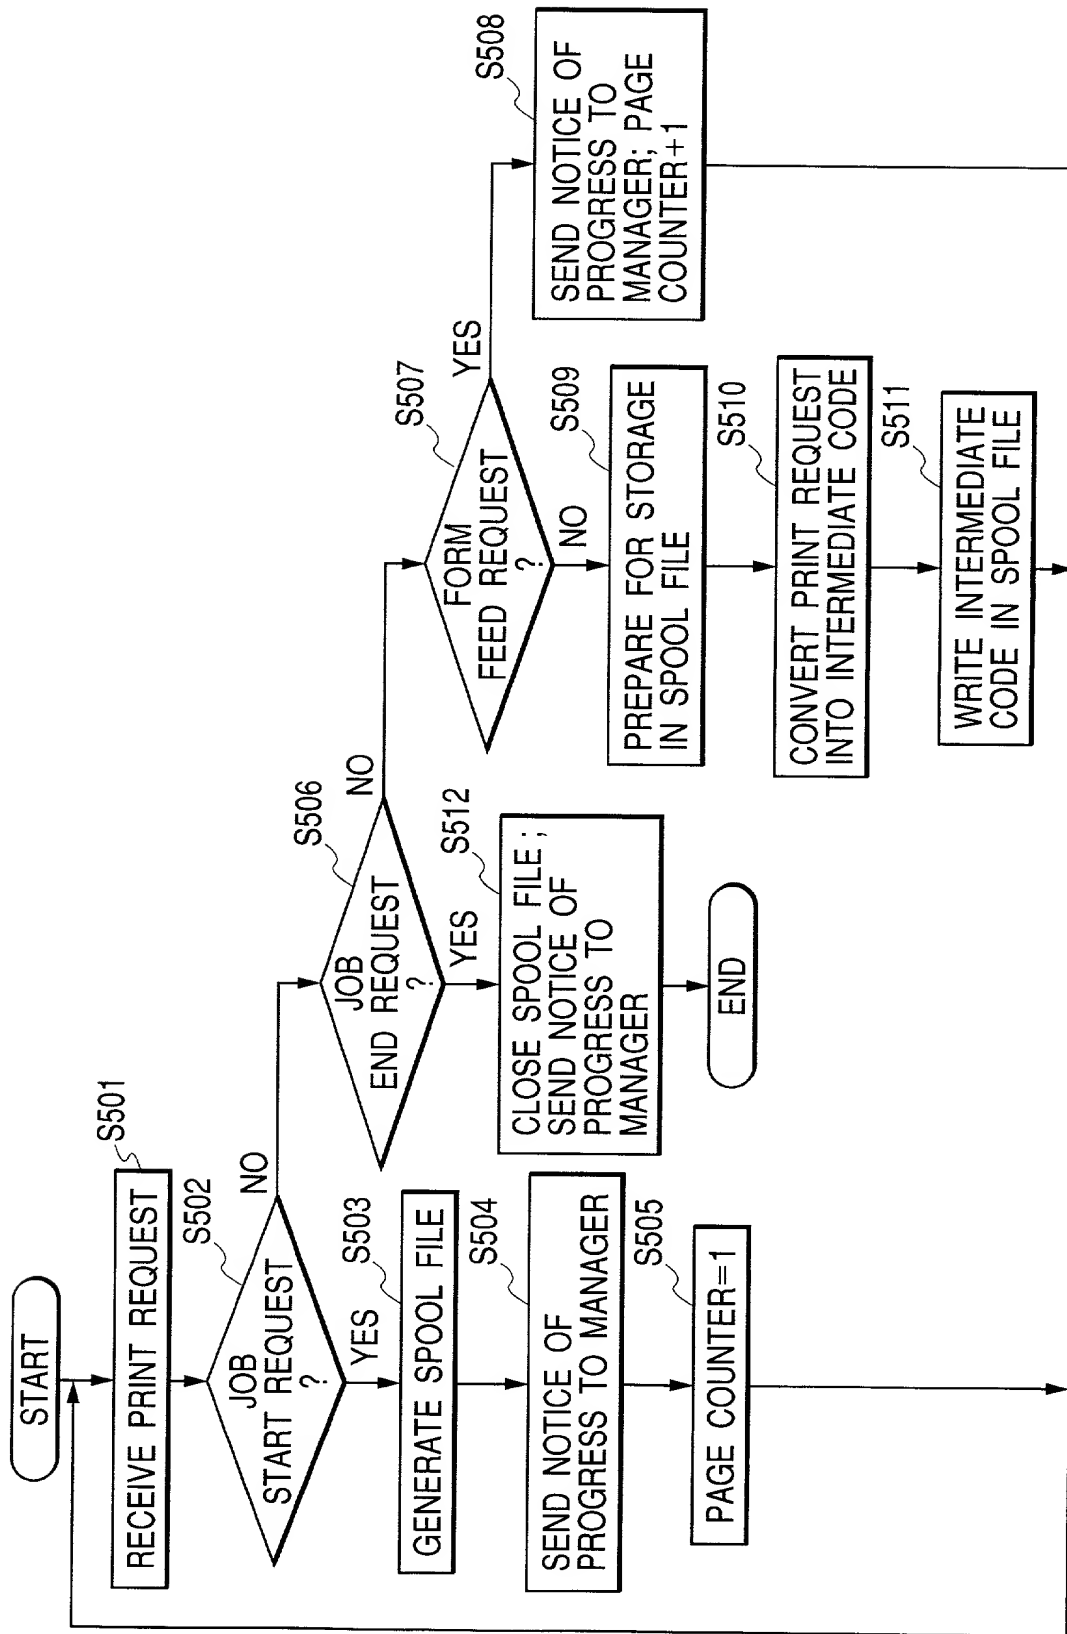 START
S501
RECEIVE PRINT REQUEST
S502
JOB
START REQUEST
?
NO
YES
S503
GENERATE SPOOL FILE
S504
SEND NOTICE OF
PROGRESS TO MANAGER
S505
PAGE COUNTER=1
S506
JOB
END REQUEST
?
NO
YES
S512
CLOSE SPOOL FILE;
SEND NOTICE OF
PROGRESS TO
MANAGER
END
S507
FORM
FEED REQUEST
?
YES
NO
S508
SEND NOTICE OF
PROGRESS TO
MANAGER; PAGE
COUNTER+1
S509
PREPARE FOR STORAGE
IN SPOOL FILE
S510
CONVERT PRINT REQUEST
INTO INTERMEDIATE CODE
S511
WRITE INTERMEDIATE
CODE IN SPOOL FILE